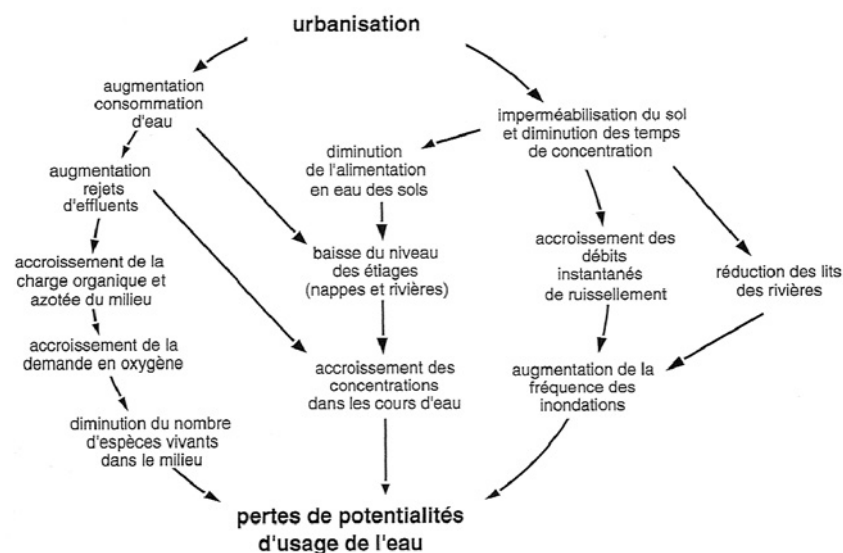 urbanisation
augmentation
consommation
d'eau
imperméabilisation du sol
et diminution des temps
de concentration
diminution
de l'alimentation
en eau des sols
augmentation
rejets
d'effluents
accroissement de la
charge organique et
azotée du milieu
baisse du niveau
des étiages
(nappes et rivières)
accroissement des
débits
instantanés
de ruissellement
réduction des lits
des rivières
accroissement de la
demande en oxygène
accroissement des
concentrations
dans les cours d'eau
augmentation de la
fréquence des
inondations
diminution du nombre
d'espèces vivants
dans le milieu
pertes de potentialités
d'usage de l'eau